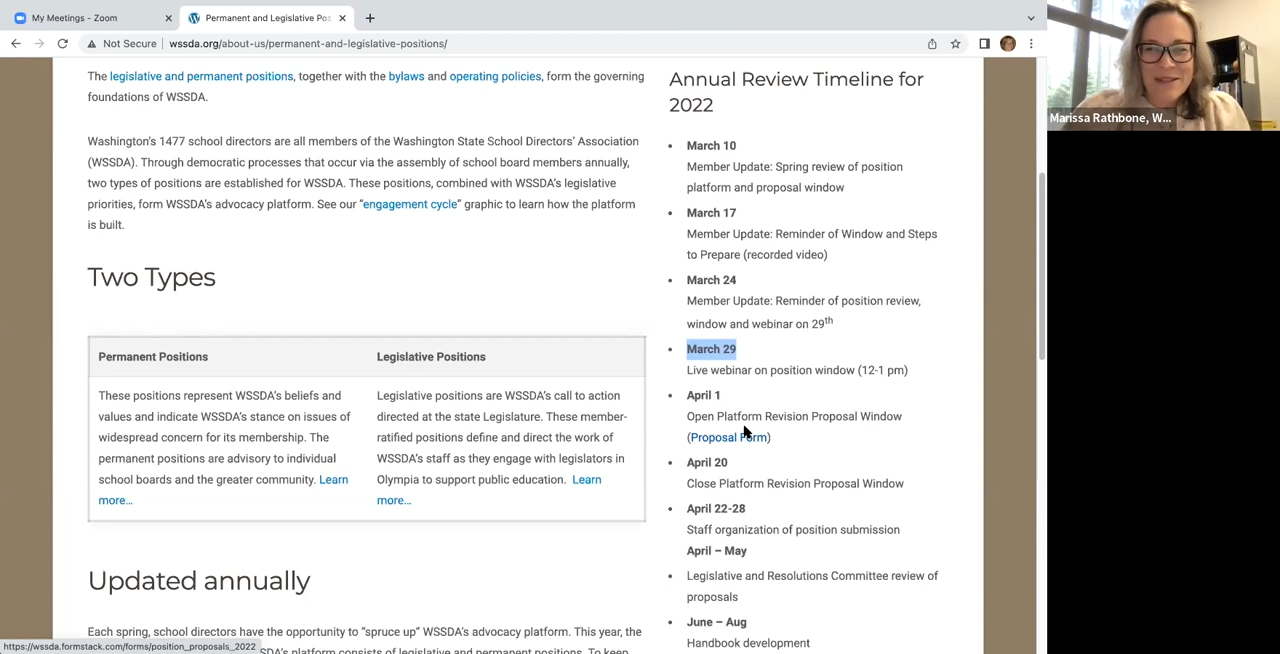 My Meetings - Zoom
Permanent and Legislative Pos
Not Secure
wssda.org/about-us/permanent-and-legislative-positions/
Marissa Rathbone, W...
The legislative and permanent positions, together with the bylaws and operating policies, form the governing
foundations of WSSDA.
Washington's 1477 school directors are all members of the Washington State School Directors' Association
(WSSDA). Through democratic processes that occur via the assembly of school board members annually,
two types of positions are established for WSSDA. These positions, combined with WSSDA's legislative
priorities, form WSSDA's advocacy platform. See our "engagement cycle" graphic to learn how the platform
is built.
Two Types
Permanent Positions
These positions represent WSSDA's beliefs and
values and indicate WSSDA's stance on issues of
widespread concern for its membership. The
permanent positions are advisory to individual
school boards and the greater community. Learn
more...
Legislative Positions
Legislative positions are WSSDA's call to action
directed at the state Legislature. These member-
ratified positions define and direct the work of
WSSDA's staff as they engage with legislators in
Olympia to support public education. Learn
more...
Updated annually
Each spring, school directors have the opportunity to "spruce up" WSSDA's advocacy platform. This year, the
SDA's platform consists of legislative and permanent positions. To keep
https://wssda.formstack.com/forms/position_proposals_2022
Annual Review Timeline for
2022
March 10
Member Update: Spring review of position
platform and proposal window
March 17
Member Update: Reminder of Window and Steps
to Prepare (recorded video)
March 24
Member Update: Reminder of position review,
window and webinar on 29th
March 29
Live webinar on position window (12-1 pm)
April 1
Open Platform Revision Proposal Window
(Proposal Form)
April 20
Close Platform Revision Proposal Window
April 22-28
Staff organization of position submission
April – May
Legislative and Resolutions Committee review of
proposals
June – Aug
Handbook development